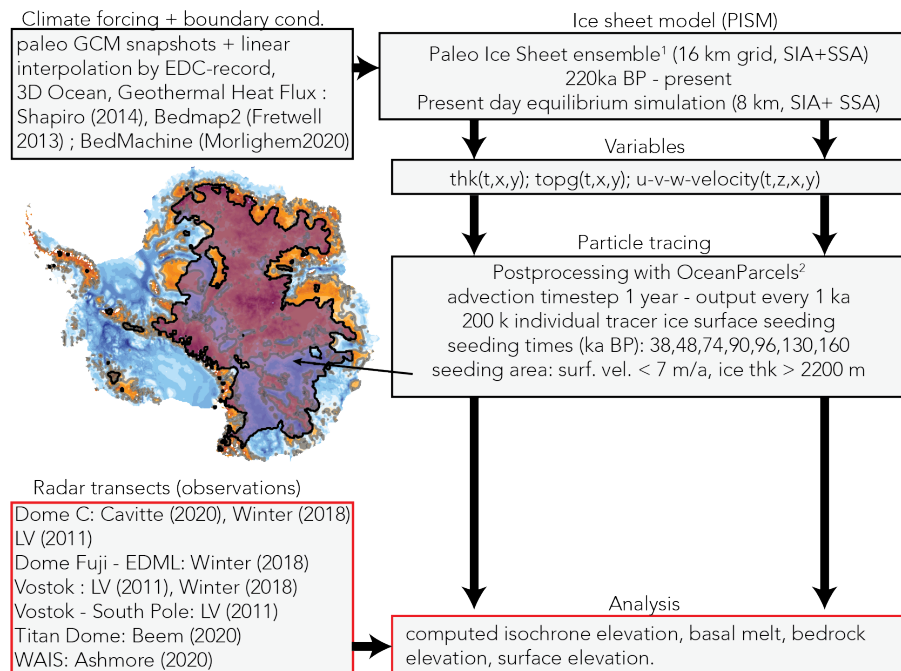 Climate forcing + boundary cond.
paleo GCM snapshots + linear
interpolation by EDC-record,
3D Ocean, Geothermal Heat Flux :
Shapiro (2014), Bedmap2 (Fretwell
2013) ; BedMachine (Morlighem2020)
Ice sheet model (PISM)
Paleo Ice Sheet ensemble¹ (16 km grid, SIA+SSA)
220ka BP - present
Present day equilibrium simulation (8 km, SIA+ SSA)
Variables
thk(t,x,y); topg(t,x,y); u-v-w-velocity(t,z,x,y)
Particle tracing
Postprocessing with OceanParcels²
advection timestep 1 year - output every 1 ka
200 k individual tracer ice surface seeding
seeding times (ka BP): 38,48,74,90,96,130,160
seeding area: surf. vel. < 7 m/a, ice thk > 2200 m
Radar transects (observations)
Dome C: Cavitte (2020), Winter (2018)
LV (2011)
Dome Fuji - EDML: Winter (2018)
Vostok : LV (2011), Winter (2018)
Vostok - South Pole: LV (2011)
Titan Dome: Beem (2020)
WAIS: Ashmore (2020)
Analysis
computed isochrone elevation, basal melt, bedrock
elevation, surface elevation.